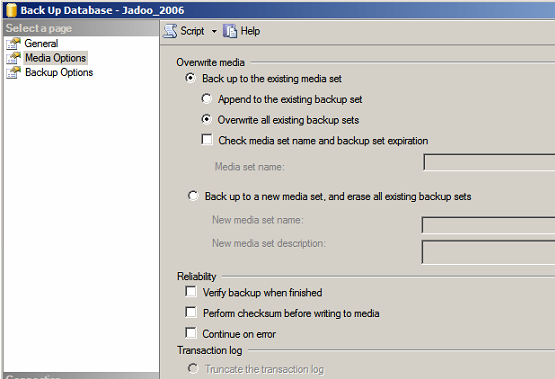 Back Up Database - Jadoo_2006
Select a page
General
Media Options
Backup Options
Script Help
Overwrite media
Back up to the existing media set
Append to the existing backup set
Overwrite all existing backup sets
Check media set name and backup set expiration
Media set name:
Back up to a new media set, and erase all existing backup sets
New media set name:
New media set description:
Reliability
Verify backup when finished
Perform checksum before writing to media
Continue on error
Transaction log
Truncate the transaction log